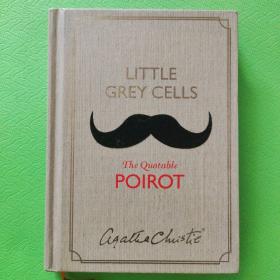 LITTLE
GREY CELLS
The Quotable
POIROT
Agatha Christie